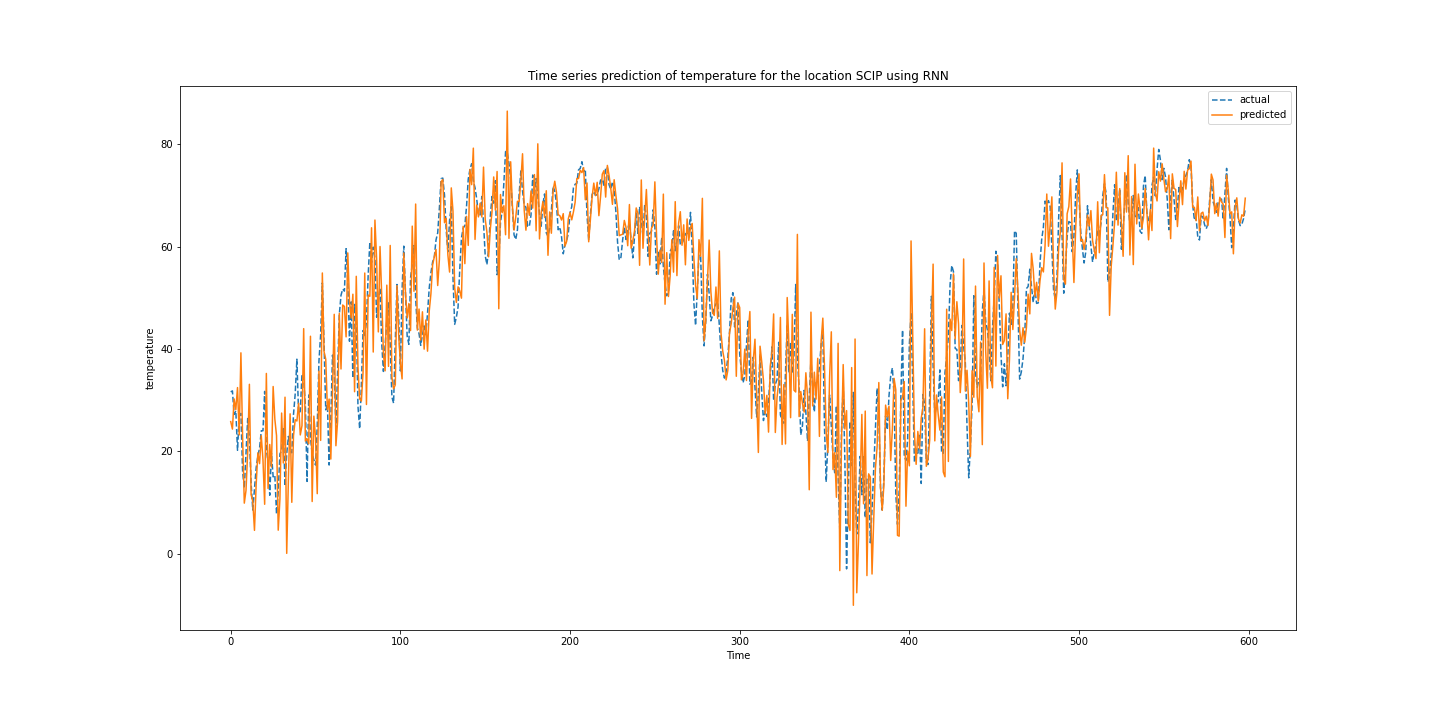 Time series prediction of temperature for the location SCIP using RNN
actual
predicted
80
60
40
20
0
temperature
0 100 200 300 400 500 600
Time